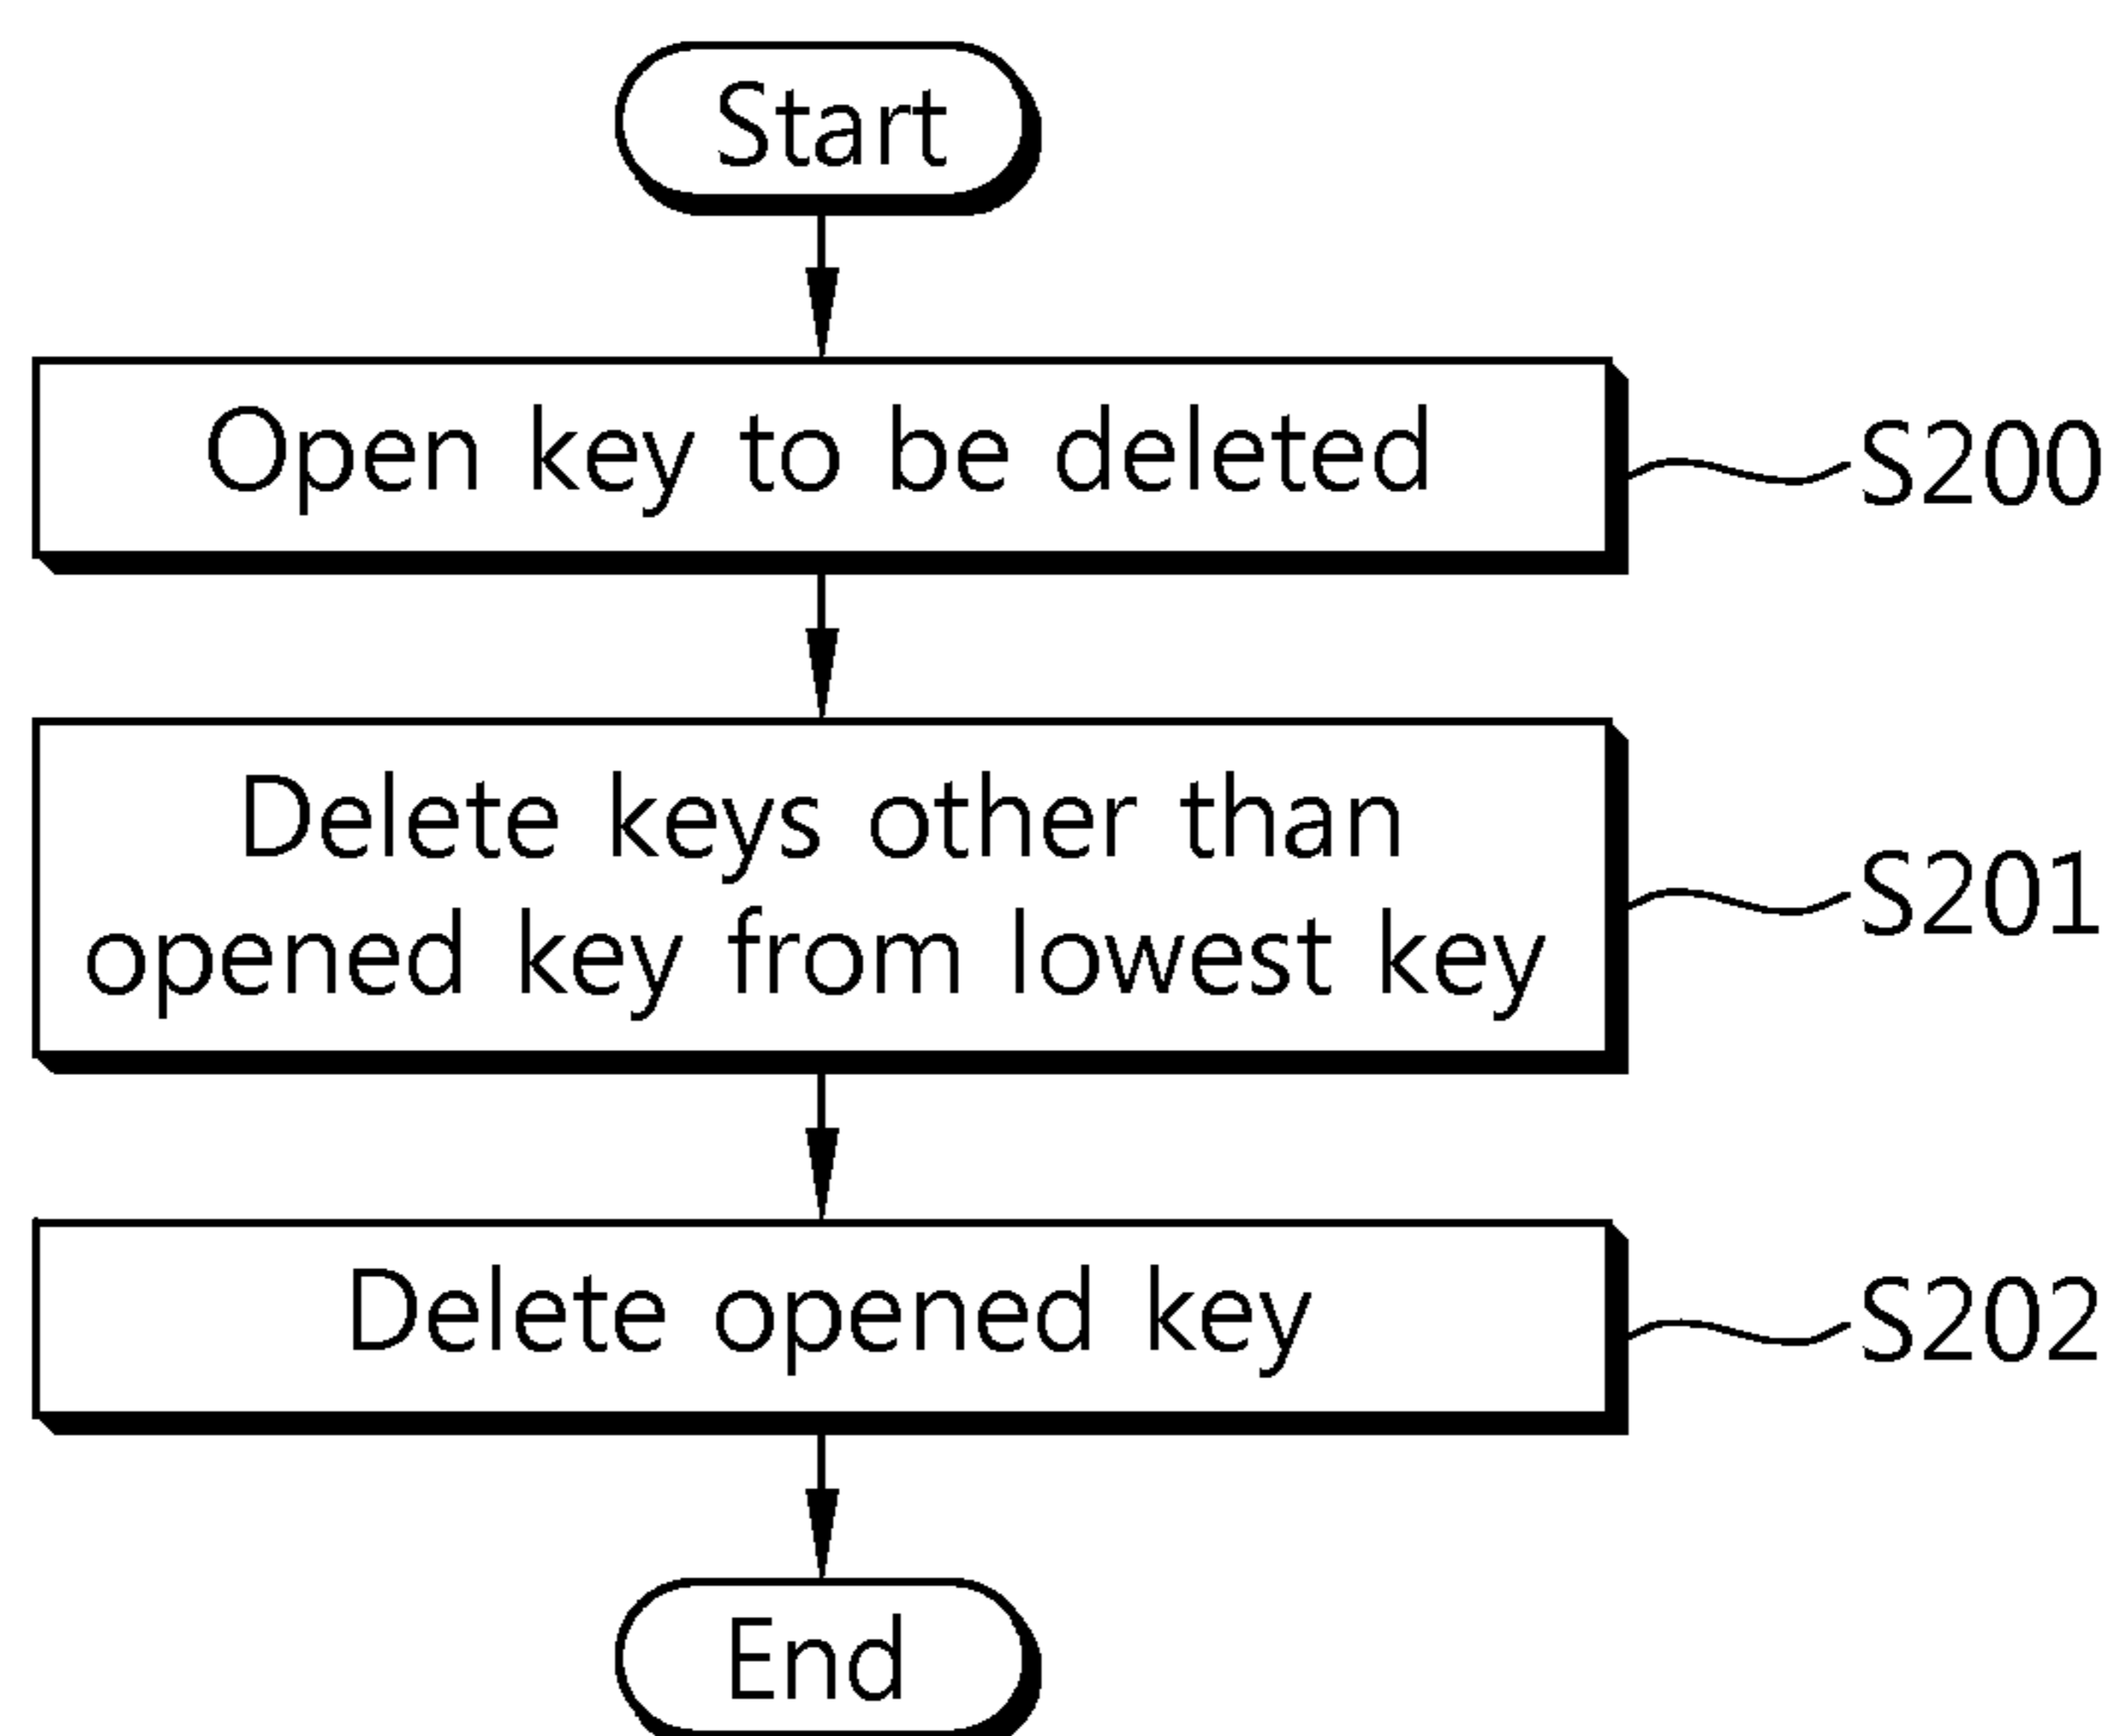 Start
Open key to be deleted
S200
Delete keys other than
opened key from lowest key
S201
Delete opened key
S202
End